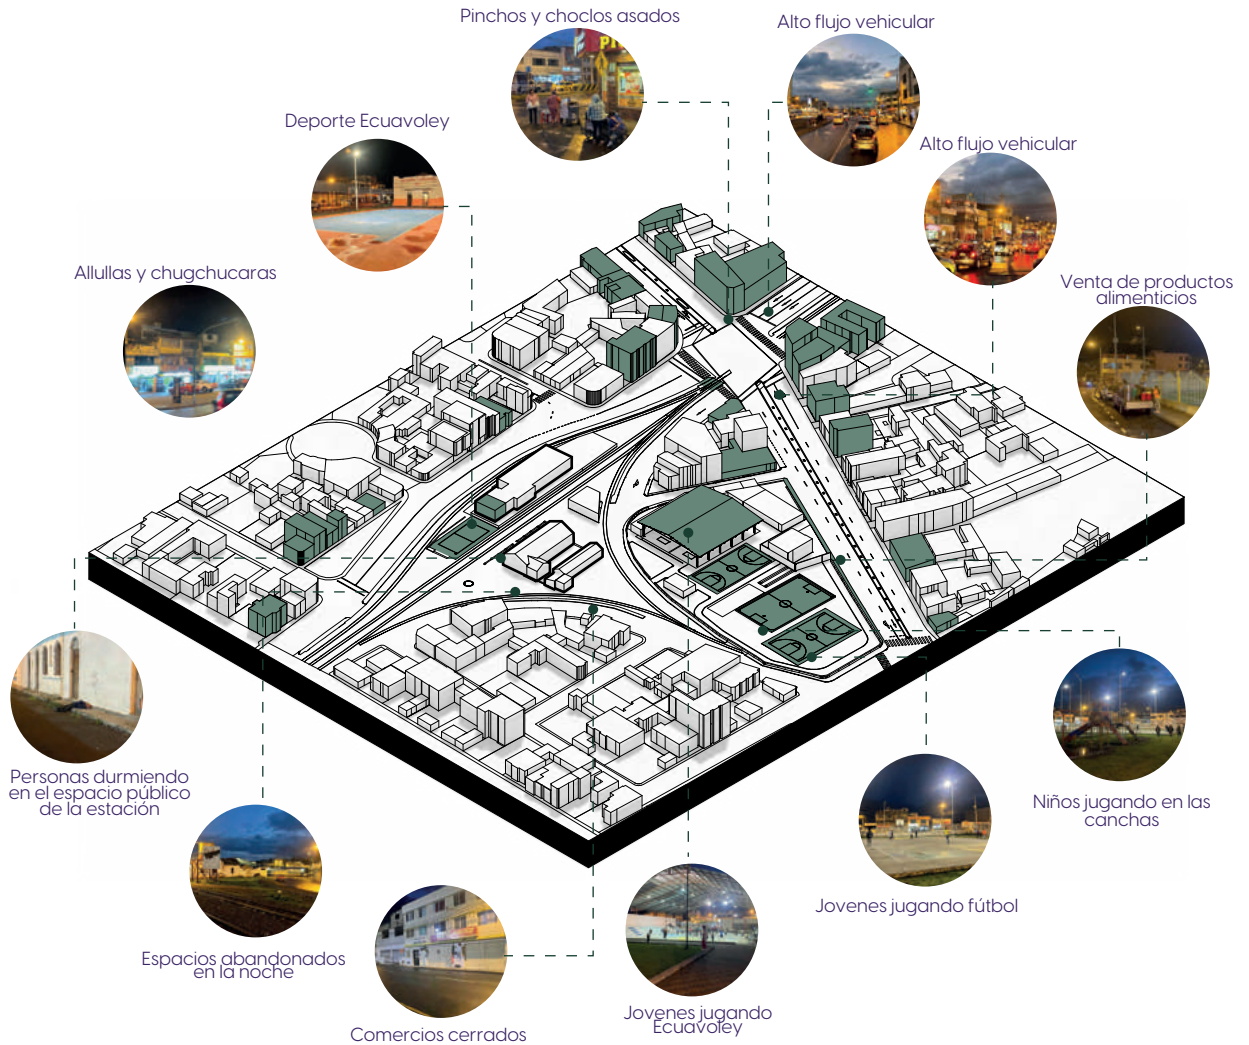 Pinchos y choclos asados
Alto flujo vehicular
Deporte Ecuavoley
Alto flujo vehicular
Allullas y chugchucaras
Venta de productos
alimenticios
Personas durmiendo
en el espacio público
de la estación
Niños jugando en las
canchas
Jovenes jugando fútbol
Espacios abandonados
en la noche
Comercios cerrados
Jovenes jugando
Ecuavoley